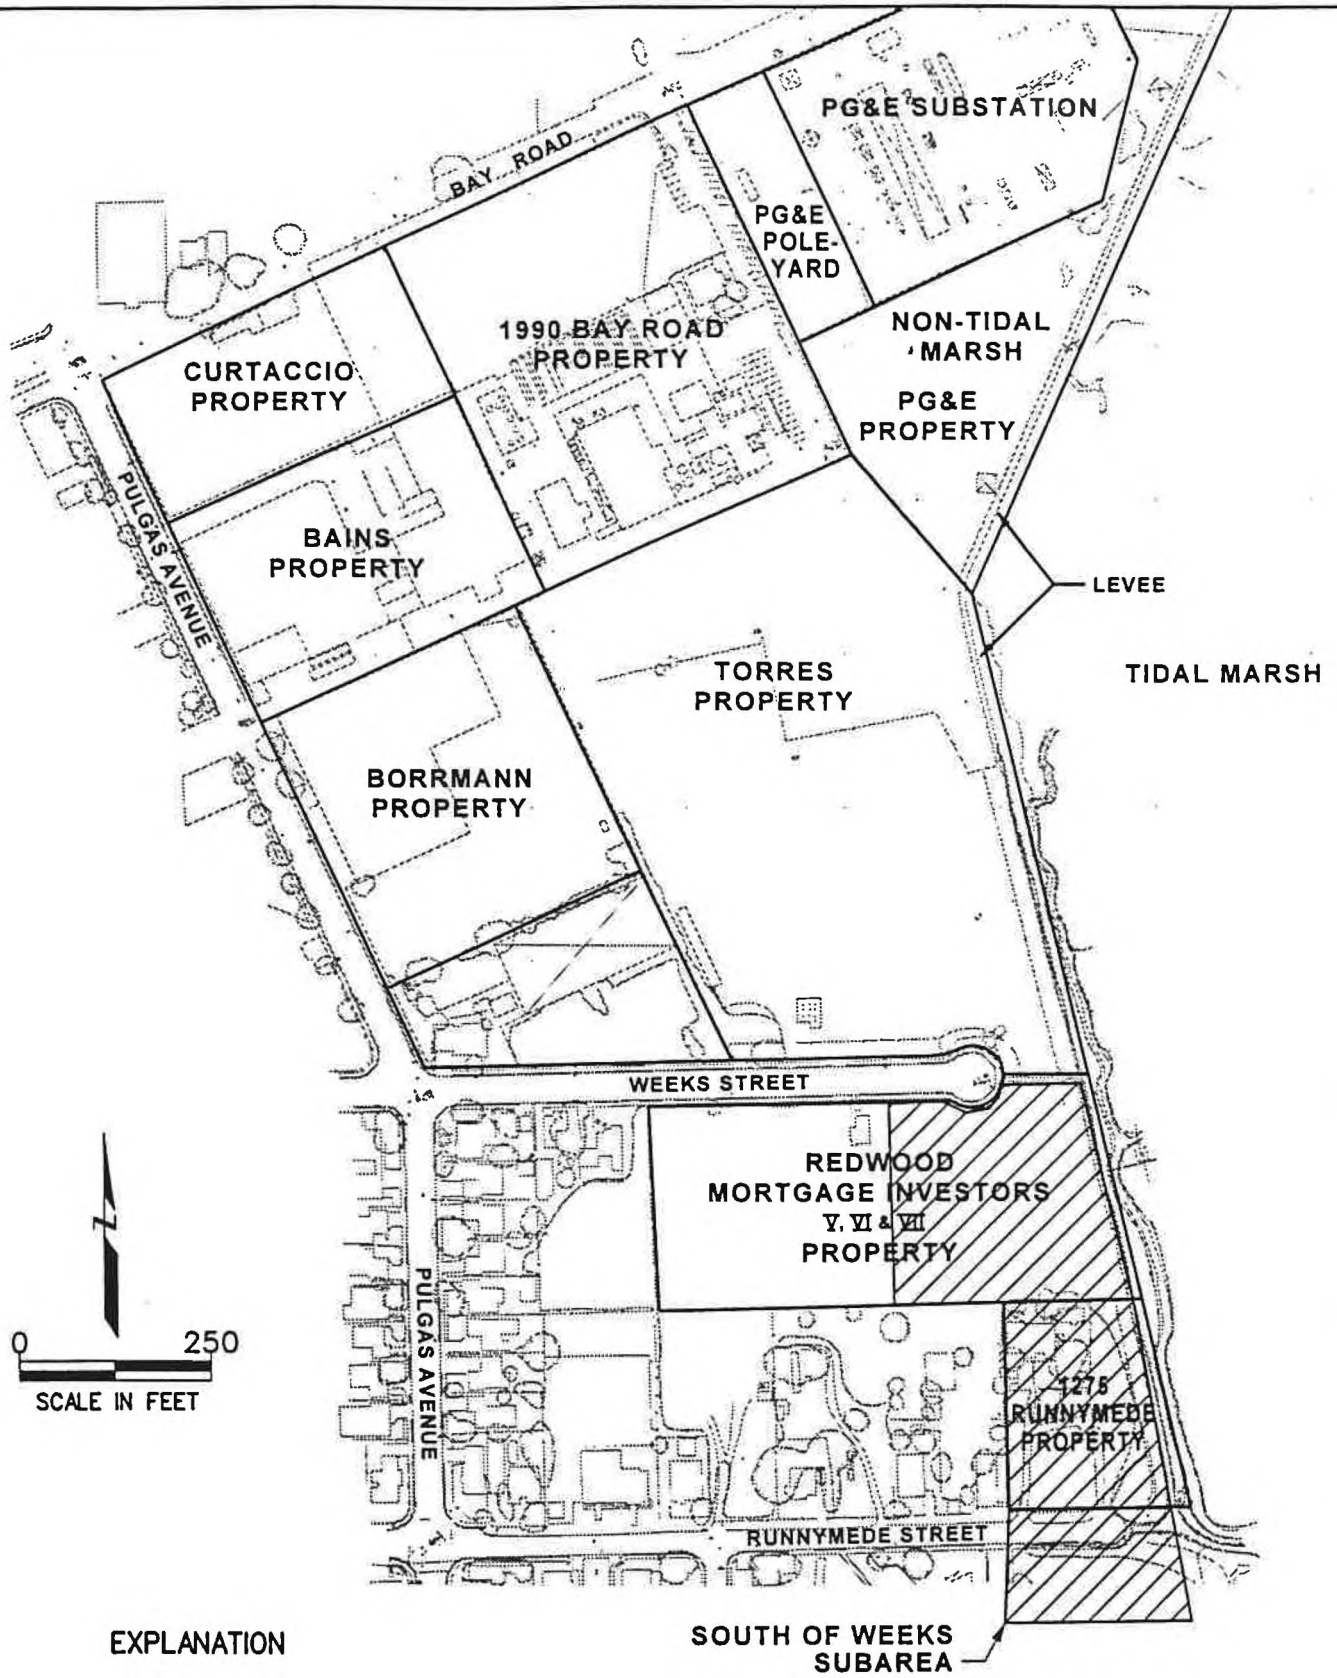 PG&E SUBSTATION
BAY ROAD
PG&E
POLE-
YARD
1990 BAY ROAD
PROPERTY
NON-TIDAL
MARSH
PG&E
PROPERTY
CURTACCIO
PROPERTY
PULGAS AVENUE
BAINS
PROPERTY
LEVEE
TORRES
PROPERTY
TIDAL MARSH
BORRMANN
PROPERTY
WEEKS STREET
REDWOOD
MORTGAGE INVESTORS
V, VI & VII
PROPERTY
Z
0 250
SCALE IN FEET
PULGAS AVENUE
1275
RUNNYMEDE
PROPERTY
RUNNYMEDE STREET
EXPLANATION
SOUTH OF WEEKS
SUBAREA